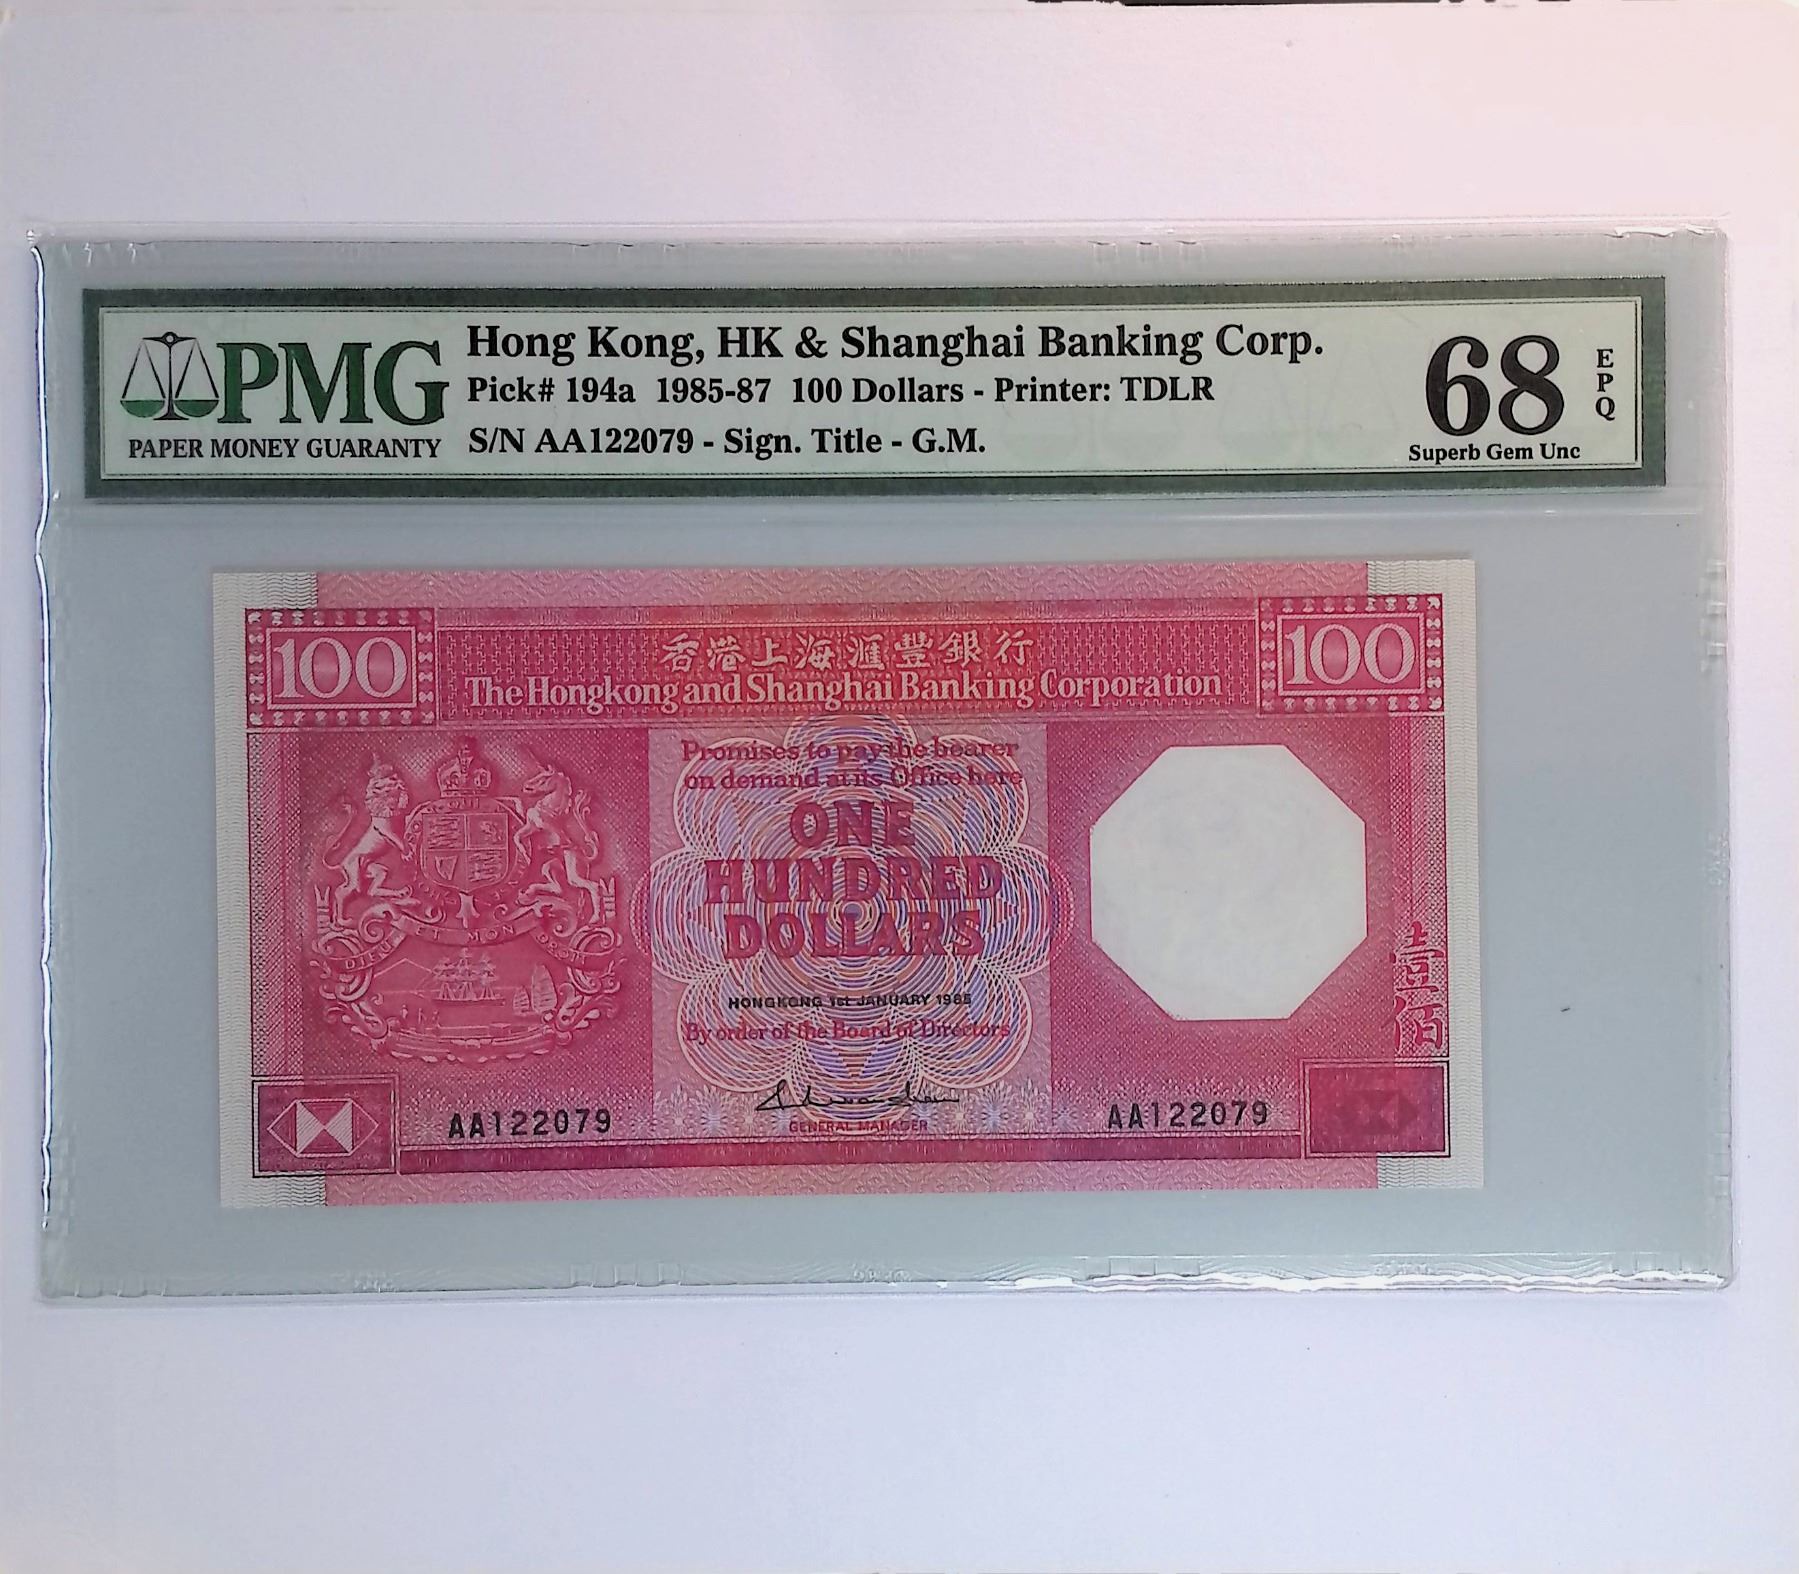 PMG
PAPER MONEY GUARANTY
Hong Kong, HK & Shanghai Banking Corp.
Pick# 194a 1985-87 100 Dollars - Printer: TDLR
S/N AA122079 - Sign. Title - G.M.
68
EPQ
Superb Gem Unc
100
香港上海滙豐銀行
The Hongkong and Shanghai Banking Corporation
100
Promises to pay the bearer
on demand at its Office here
ONE
HUNDRED
DOLLARS
HONGKONG 1st JANUARY 1985
By order of the Board of Directors
GENERAL MANAGER
DIEU ET MON DROIT
AA122079
AA122079
壹佰